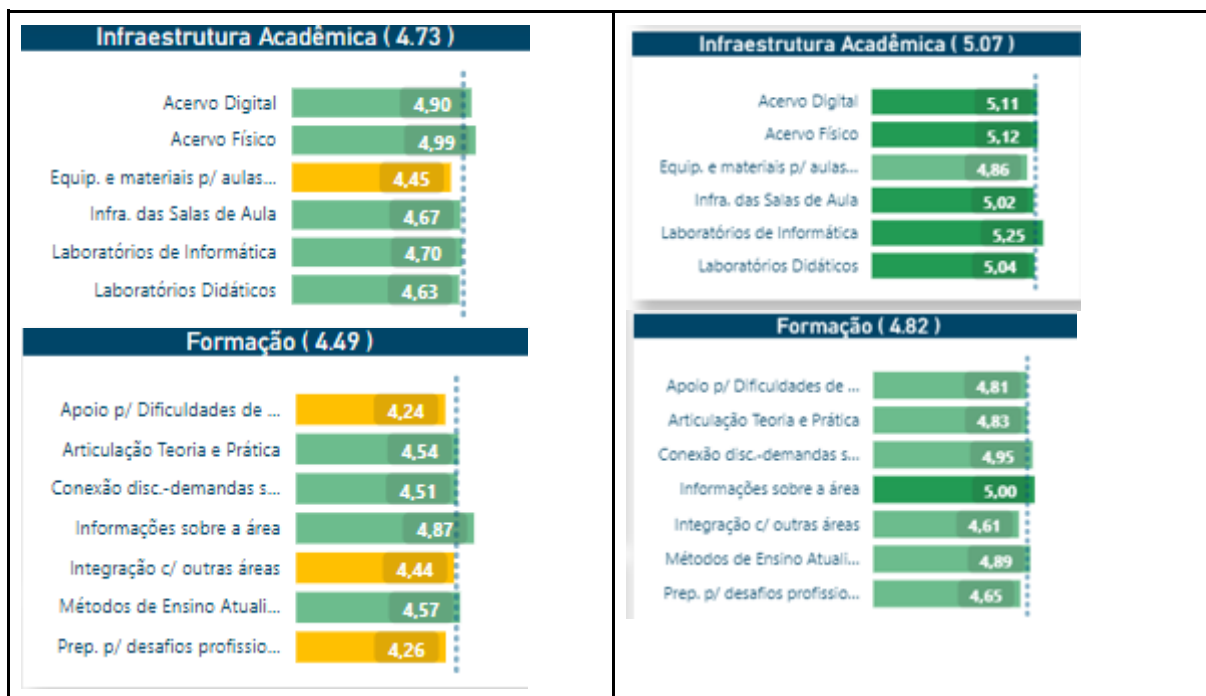 Infraestrutura Acadêmica ( 4.73 )
Acervo Digital 4,90
Acervo Físico 4,99
Equip. e materiais p/ aulas... 4,45
Infra. das Salas de Aula 4,67
Laboratórios de Informática 4,70
Laboratórios Didáticos 4,63
Formação ( 4.49 )
Apoio p/ Dificuldades de ... 4,24
Articulação Teoria e Prática 4,54
Conexão disc.-demandas s... 4,51
Informações sobre a área 4,87
Integração c/ outras áreas 4,44
Métodos de Ensino Atuali... 4,57
Prep. p/ desafios profissio... 4,26
Infraestrutura Acadêmica ( 5.07 )
Acervo Digital 5,11
Acervo Físico 5,12
Equip. e materiais p/ aulas... 4,86
Infra. das Salas de Aula 5,02
Laboratórios de Informática 5,25
Laboratórios Didáticos 5,04
Formação ( 4.82 )
Apoio p/ Dificuldades de ... 4,81
Articulação Teoria e Prática 4,83
Conexão disc.-demandas s... 4,95
Informações sobre a área 5,00
Integração c/ outras áreas 4,61
Métodos de Ensino Atuali... 4,89
Prep. p/ desafios profissio... 4,65